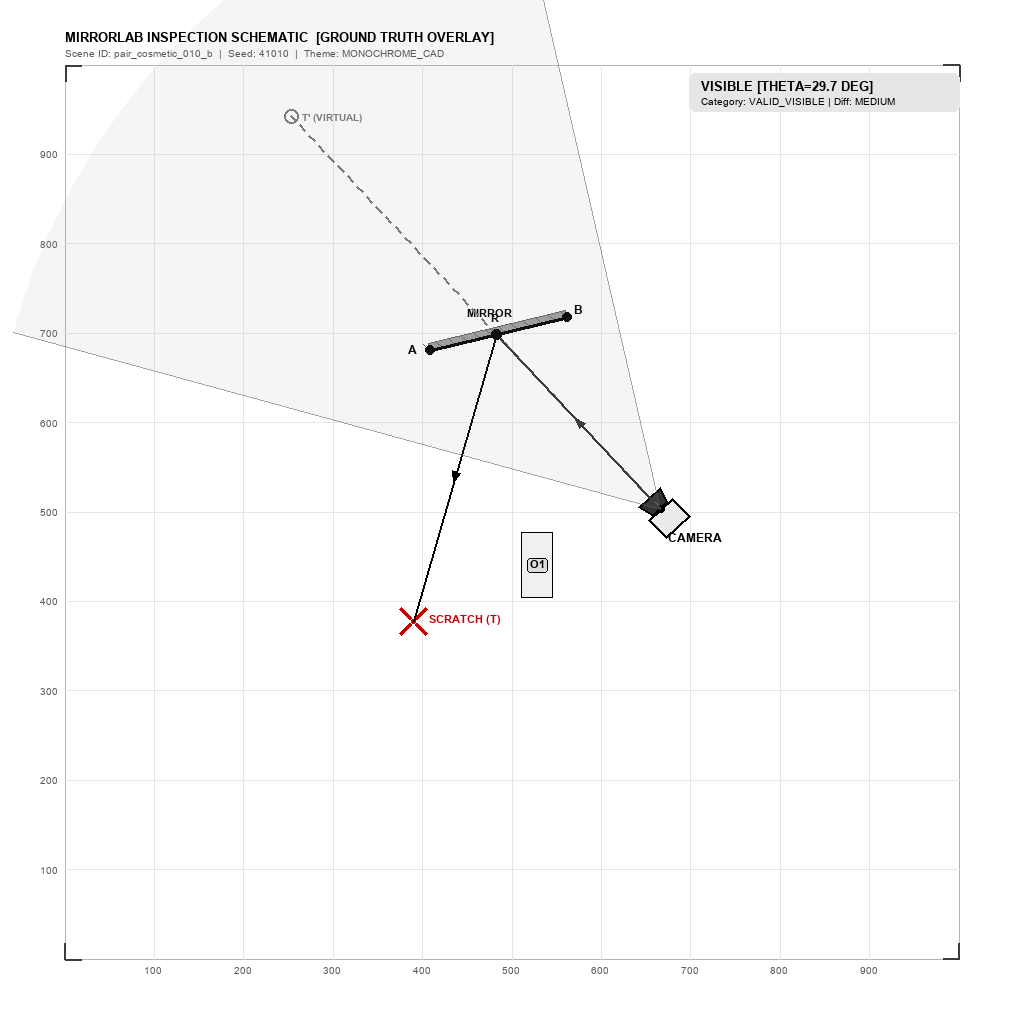 MIRRORLAB INSPECTION SCHEMATIC [GROUND TRUTH OVERLAY]
Scene ID: pair_cosmetic_010_b | Seed: 41010 | Theme: MONOCHROME_CAD
VISIBLE [THETA=29.7 DEG]
Category: VALID_VISIBLE | Diff: MEDIUM
T' (VIRTUAL)
900
800
MIRROR
R
B
A
700
600
500
CAMERA
O1
400
SCRATCH (T)
300
200
100
100 200 300 400 500 600 700 800 900